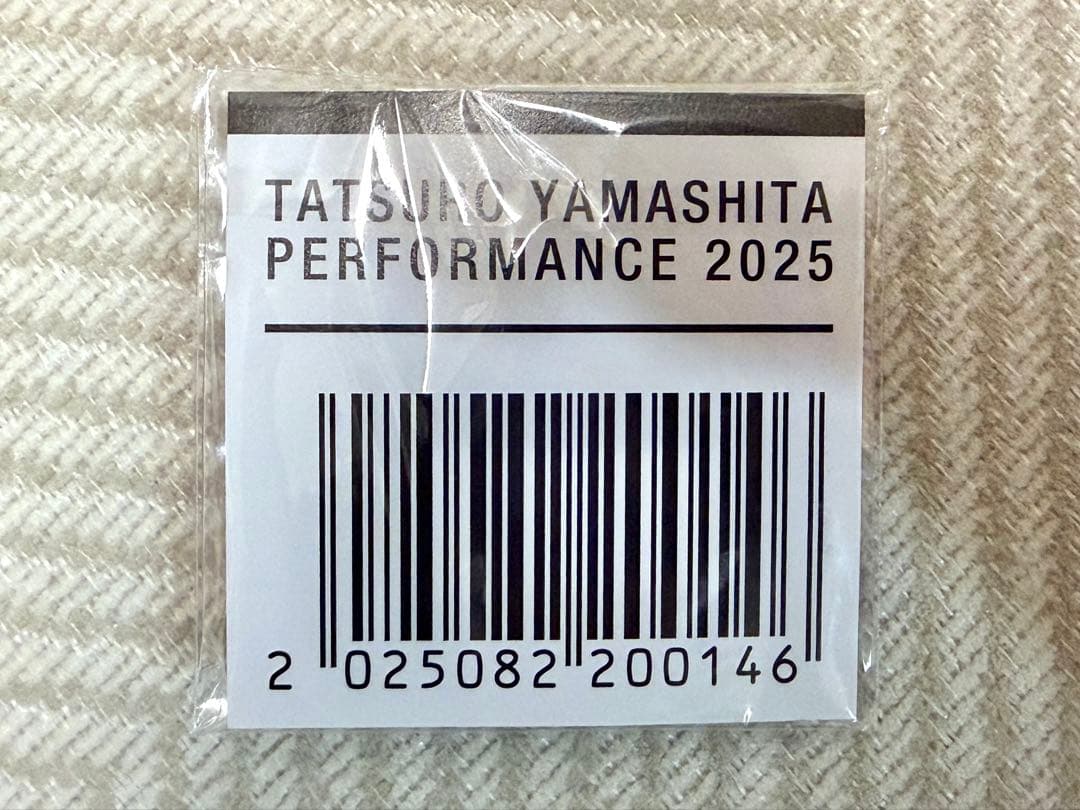 TATSURO YAMASHITA
PERFORMANCE 2025
2 025082 200146